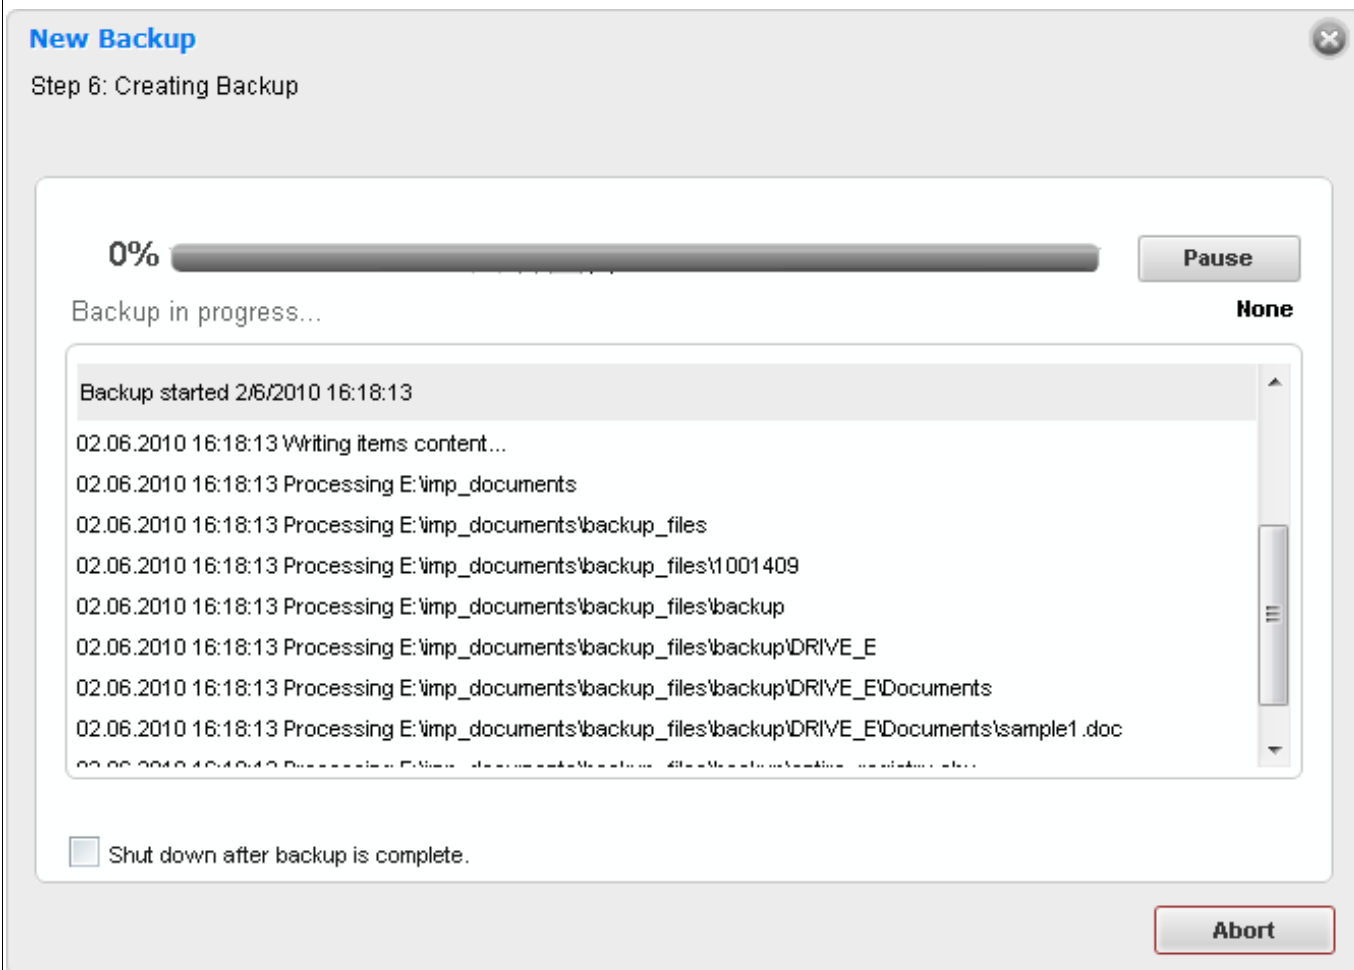 New Backup
Step 6: Creating Backup
0%
Pause
Backup in progress...
None
Backup started 2/6/2010 16:18:13
02.06.2010 16:18:13 Writing items content...
02.06.2010 16:18:13 Processing E:\imp_documents
02.06.2010 16:18:13 Processing E:\imp_documents\backup_files
02.06.2010 16:18:13 Processing E:\imp_documents\backup_files\1001409
02.06.2010 16:18:13 Processing E:\imp_documents\backup_files\backup
02.06.2010 16:18:13 Processing E:\imp_documents\backup_files\backup\DRIVE_E
02.06.2010 16:18:13 Processing E:\imp_documents\backup_files\backup\DRIVE_E\Documents
02.06.2010 16:18:13 Processing E:\imp_documents\backup_files\backup\DRIVE_E\Documents\sample1.doc
Shut down after backup is complete.
Abort